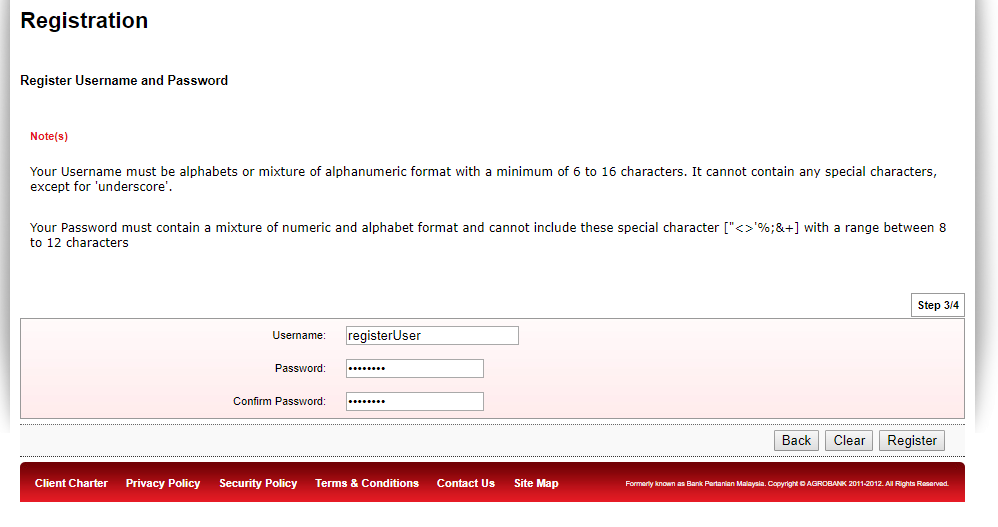 Registration
Register Username and Password
Note(s)
Your Username must be alphabets or mixture of alphanumeric format with a minimum of 6 to 16 characters. It cannot contain any special characters,
except for 'underscore'.
Your Password must contain a mixture of numeric and alphabet format and cannot include these special character ["<>'%;&+] with a range between 8
to 12 characters
Step 3/4
Username: registerUser
Password: ••••••••
Confirm Password: ••••••••
Back Clear Register
Client Charter Privacy Policy Security Policy Terms & Conditions Contact Us Site Map Formerly known as Bank Pertanian Malaysia. Copyright © AGROBANK 2011-2012. All Rights Reserved.